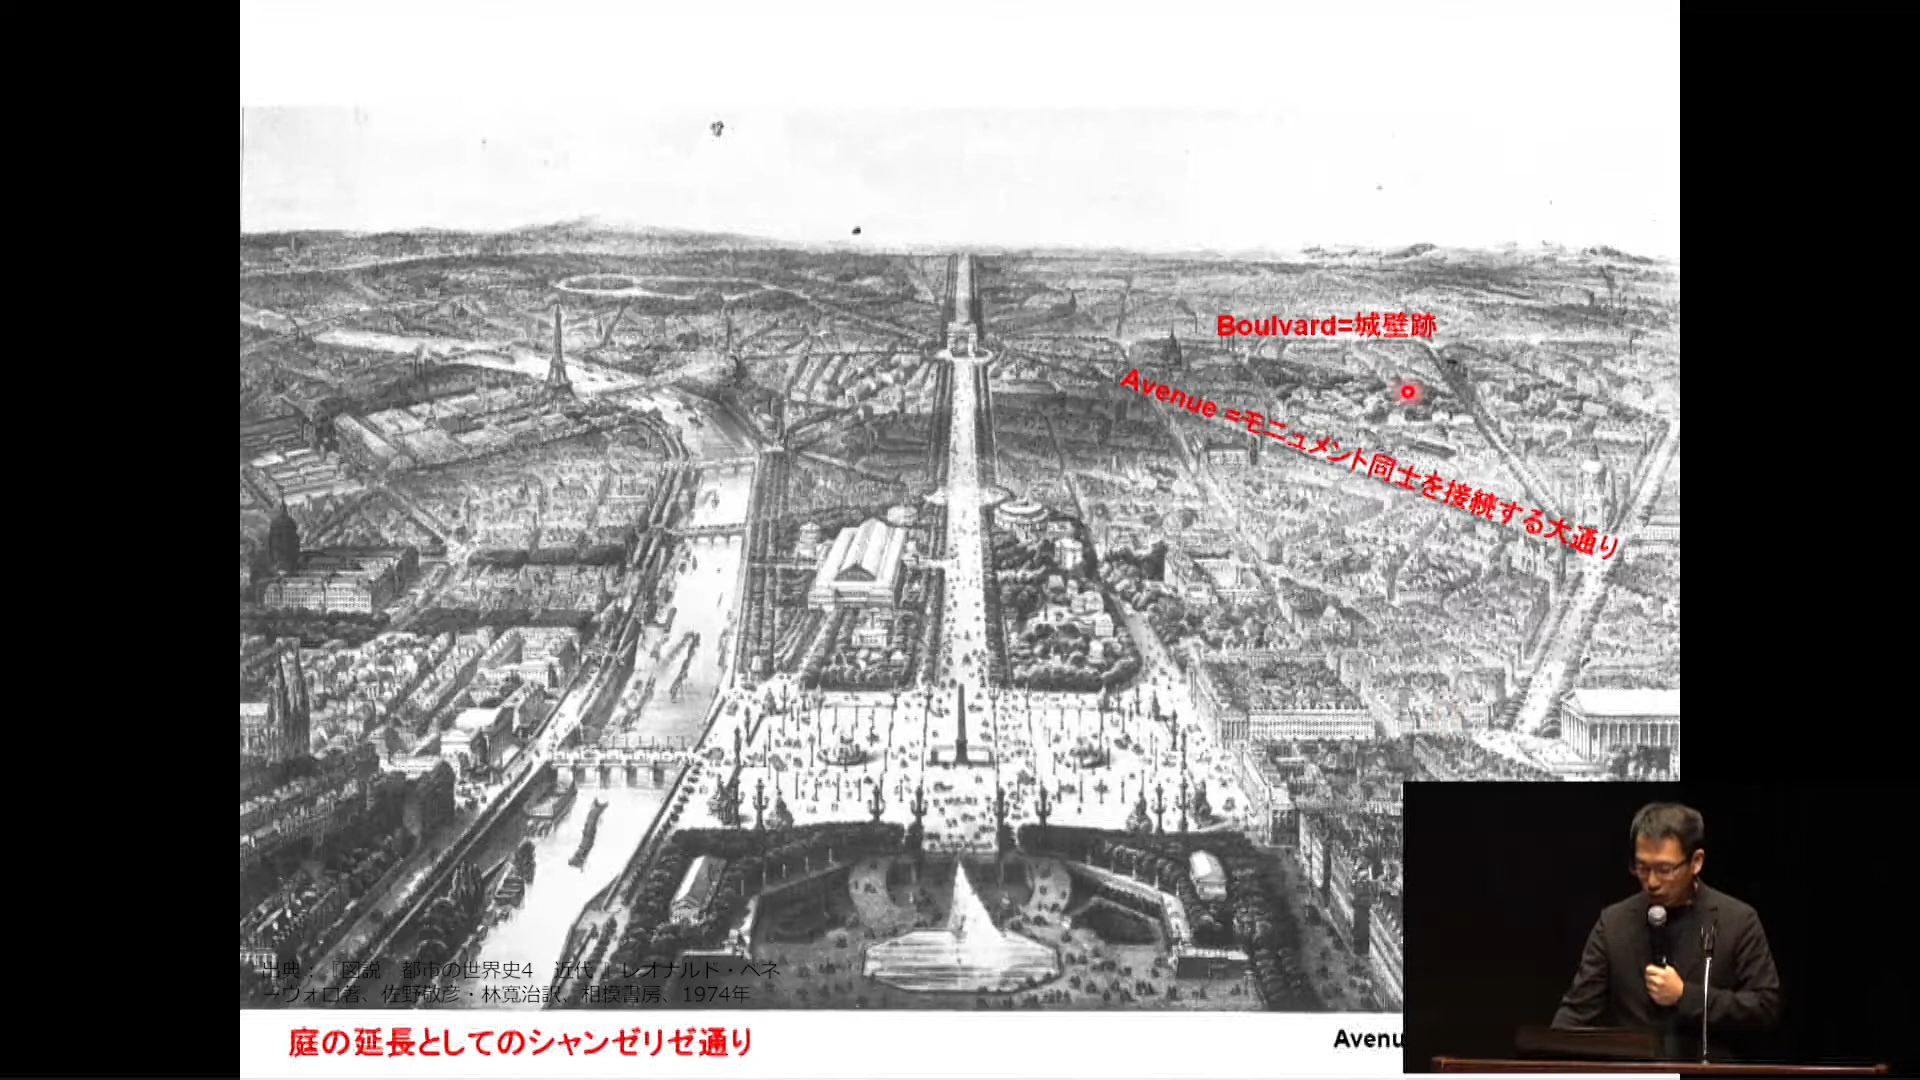 Boulvard=城壁跡
Avenue =モニュメント同士を接続する大通り
出典：『図説　都市の世界史4　近代 』レオナルド・ベネ
ーヴォロ著、佐野敬彦・林寛治訳、相模書房、1974年
庭の延長としてのシャンゼリゼ通り
Avenu